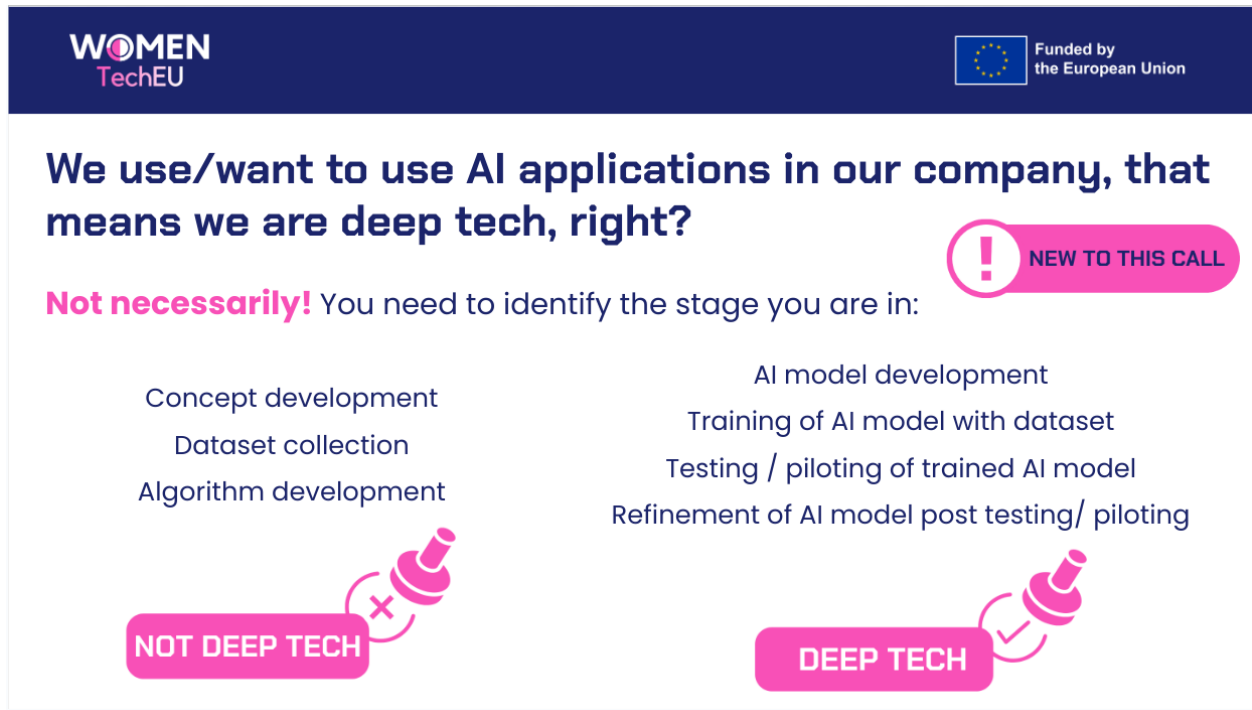 WOMEN
TechEU
Funded by
the European Union
We use/want to use AI applications in our company, that
means we are deep tech, right?
NEW TO THIS CALL
Not necessarily! You need to identify the stage you are in:
Concept development
Dataset collection
Algorithm development
NOT DEEP TECH
AI model development
Training of AI model with dataset
Testing / piloting of trained AI model
Refinement of AI model post testing/ piloting
DEEP TECH